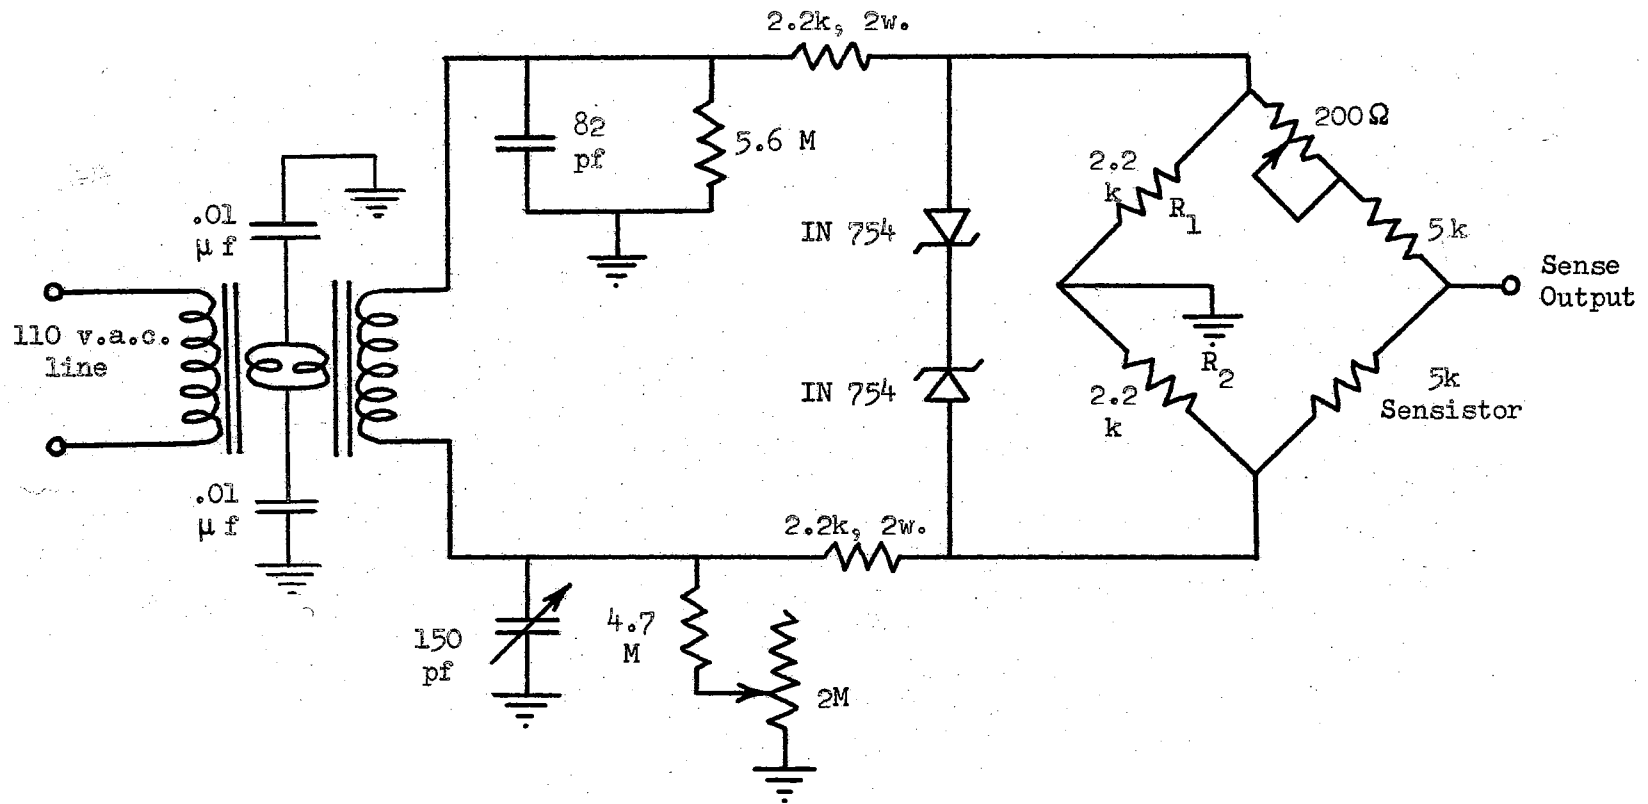 2.2k, 2w.
82
pf
5.6 M
200Ω
2.2
k
R1
.01
μ f
IN 754
5k
Sense
Output
110 v.a.c.
line
R2
IN 754
2.2
k
5k
Sensistor
.01
μ f
2.2k, 2w.
150
pf
4.7
M
2M